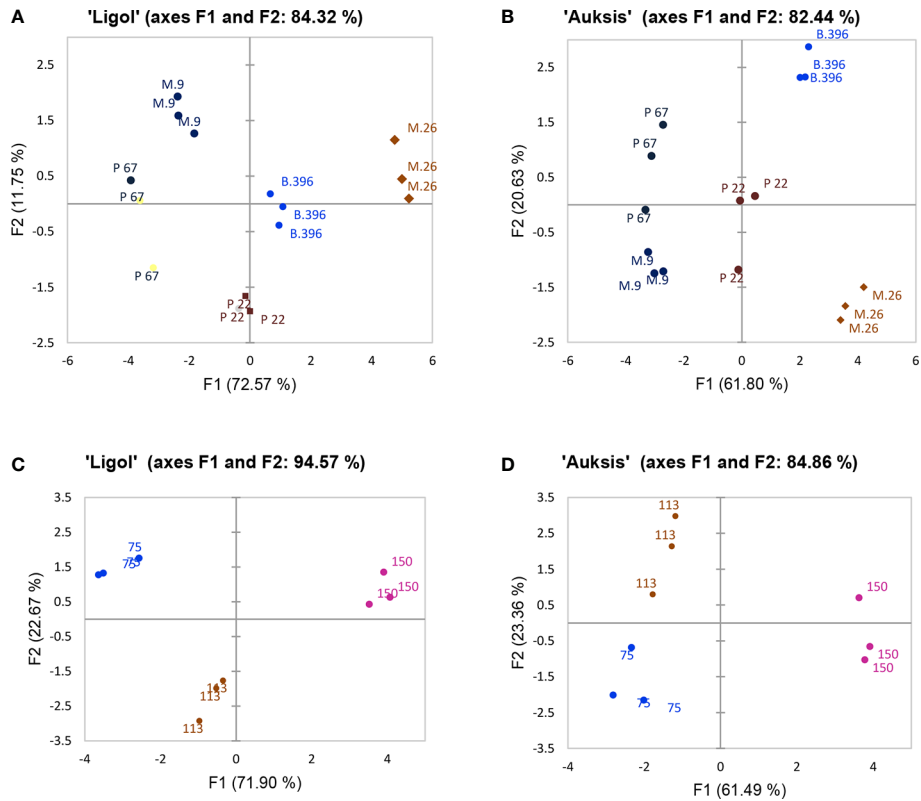 A 'Ligol' (axes F1 and F2: 84.32 %)
2.5
1.5
0.5
-0.5
-1.5
-2.5
F2 (11.75 %)
M.9
M.9
M.9
M.26
P 67
M.26
P 67
M.26
B.396
B.396
B.396
P 67
P 22
P 22
P 22
-6 -4 -2 0 2 4 6
F1 (72.57 %)
B 'Auksis' (axes F1 and F2: 82.44 %)
2.5
1.5
0.5
-0.5
-1.5
-2.5
F2 (20.63 %)
B.396
B.396
B.396
P 67
P 67
P 22
P 22
P 67
M.9
P 22
M.9
M.9
M.26
M.26
M.26
-6 -4 -2 0 2 4 6
F1 (61.80 %)
C 'Ligol' (axes F1 and F2: 94.57 %)
3.5
2.5
1.5
0.5
-0.5
-1.5
-2.5
-3.5
F2 (22.67 %)
75
75
75
150
150
150
113
113
113
-4 -2 0 2 4
F1 (71.90 %)
D 'Auksis' (axes F1 and F2: 84.86 %)
3.5
2.5
1.5
0.5
-0.5
-1.5
-2.5
-3.5
F2 (23.36 %)
113
113
113
150
75
150
150
75
75
-4 -2 0 2 4
F1 (61.49 %)